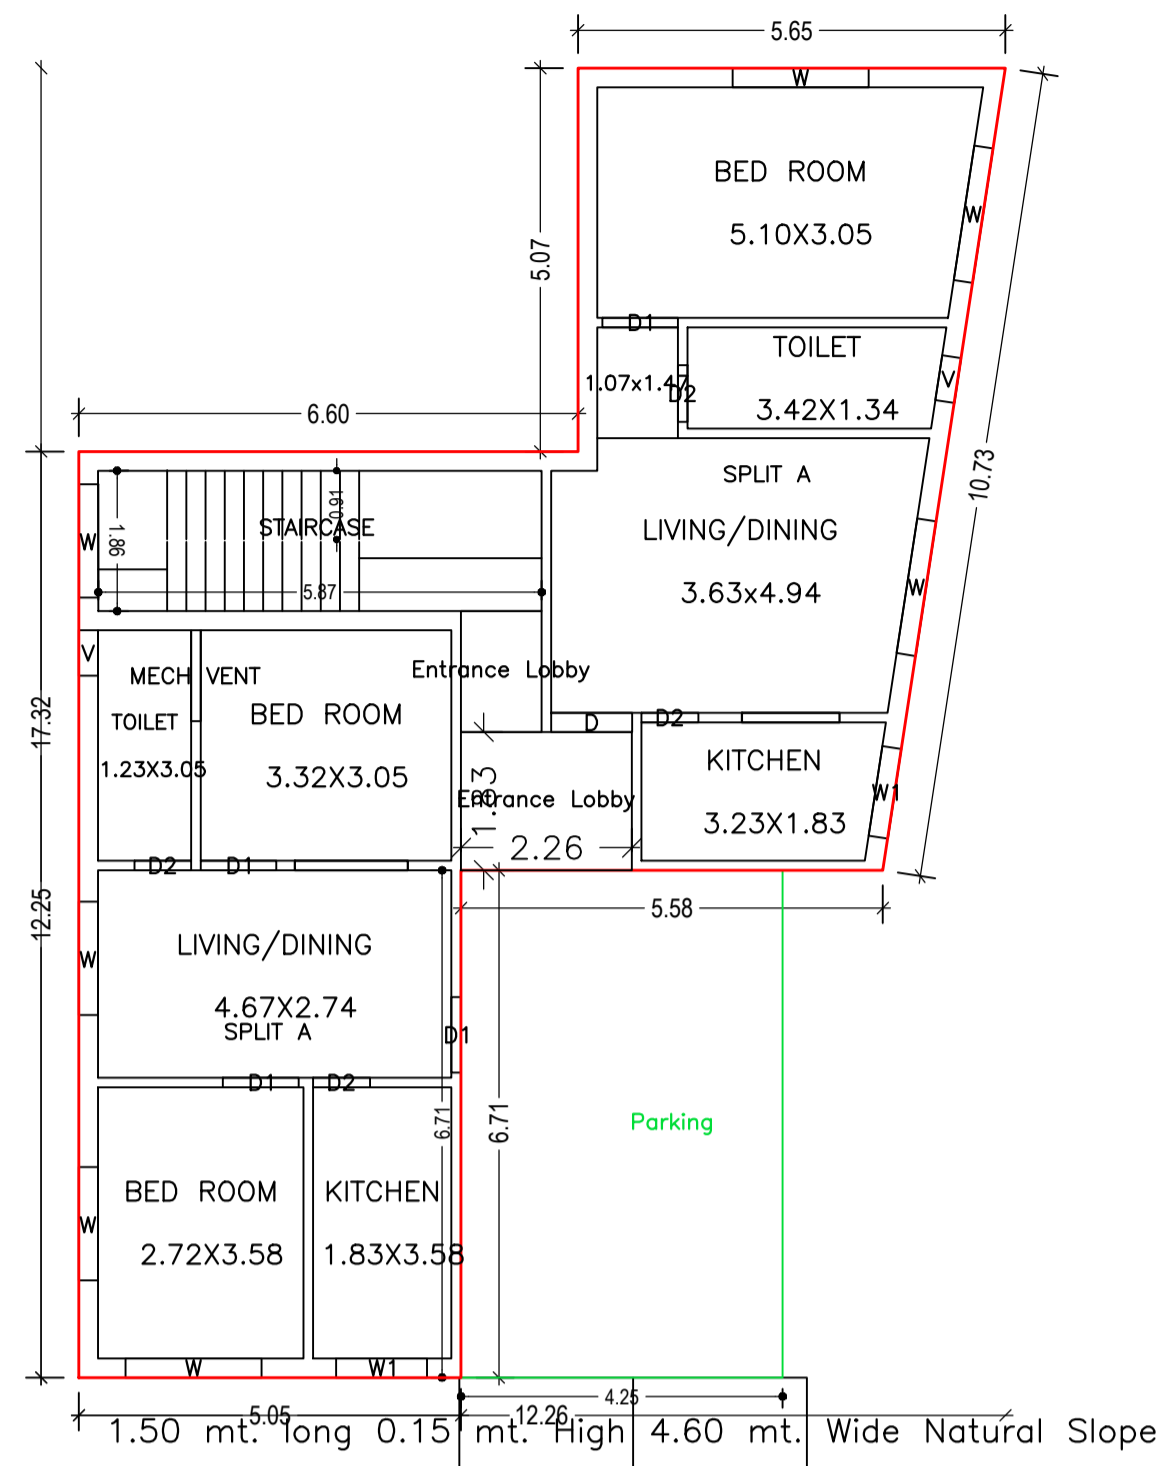 5.65
W
BED ROOM
5.10X3.05
W
5.07
D1
TOILET
3.42X1.34
V
1.07x1.47
D2
6.60
10.73
SPLIT A
LIVING/DINING
3.63x4.94
W
STAIRCASE
0.91
1.86
W
5.87
V
MECH VENT
TOILET
1.23X3.05
BED ROOM
3.32X3.05
Entrance Lobby
D
D2
KITCHEN
3.23X1.83
W1
Entrance Lobby
1.83
2.26
17.32
12.25
D2
D1
5.58
W
LIVING/DINING
4.67X2.74
SPLIT A
D1
D1
D2
6.71
6.71
Parking
BED ROOM
2.72X3.58
KITCHEN
1.83X3.58
W
W
W1
4.25
5.05
12.26
1.50 mt. long 0.15 mt. High 4.60 mt. Wide Natural Slope